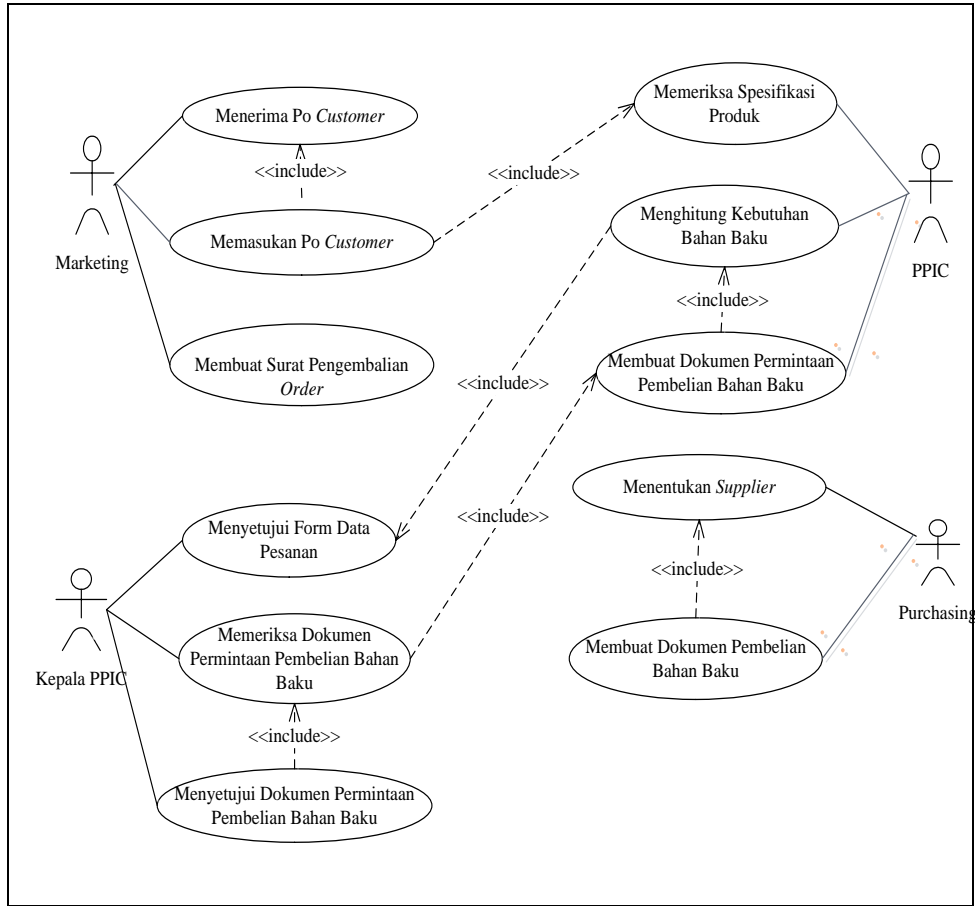 Menerima Po Customer
<<include>>
Memasukan Po Customer
Marketing
Membuat Surat Pengembalian
Order
<<include>>
Memeriksa Spesifikasi
Produk
Menghitung Kebutuhan
Bahan Baku
PPIC
<<include>>
Membuat Dokumen Permintaan
Pembelian Bahan Baku
<<include>>
<<include>>
Menyetujui Form Data
Pesanan
Memeriksa Dokumen
Permintaan Pembelian Bahan
Baku
Kepala PPIC
<<include>>
Menyetujui Dokumen Permintaan
Pembelian Bahan Baku
Menentukan Supplier
<<include>>
Purchasing
Membuat Dokumen Pembelian
Bahan Baku